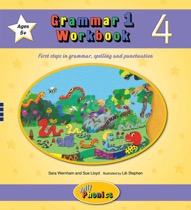 Ages
5+
Grammar 1
Workbook
4
First steps in grammar, spelling and punctuation
Sara Wernham and Sue Lloyd Illustrated by Lib Stephen
Jolly
Phonics